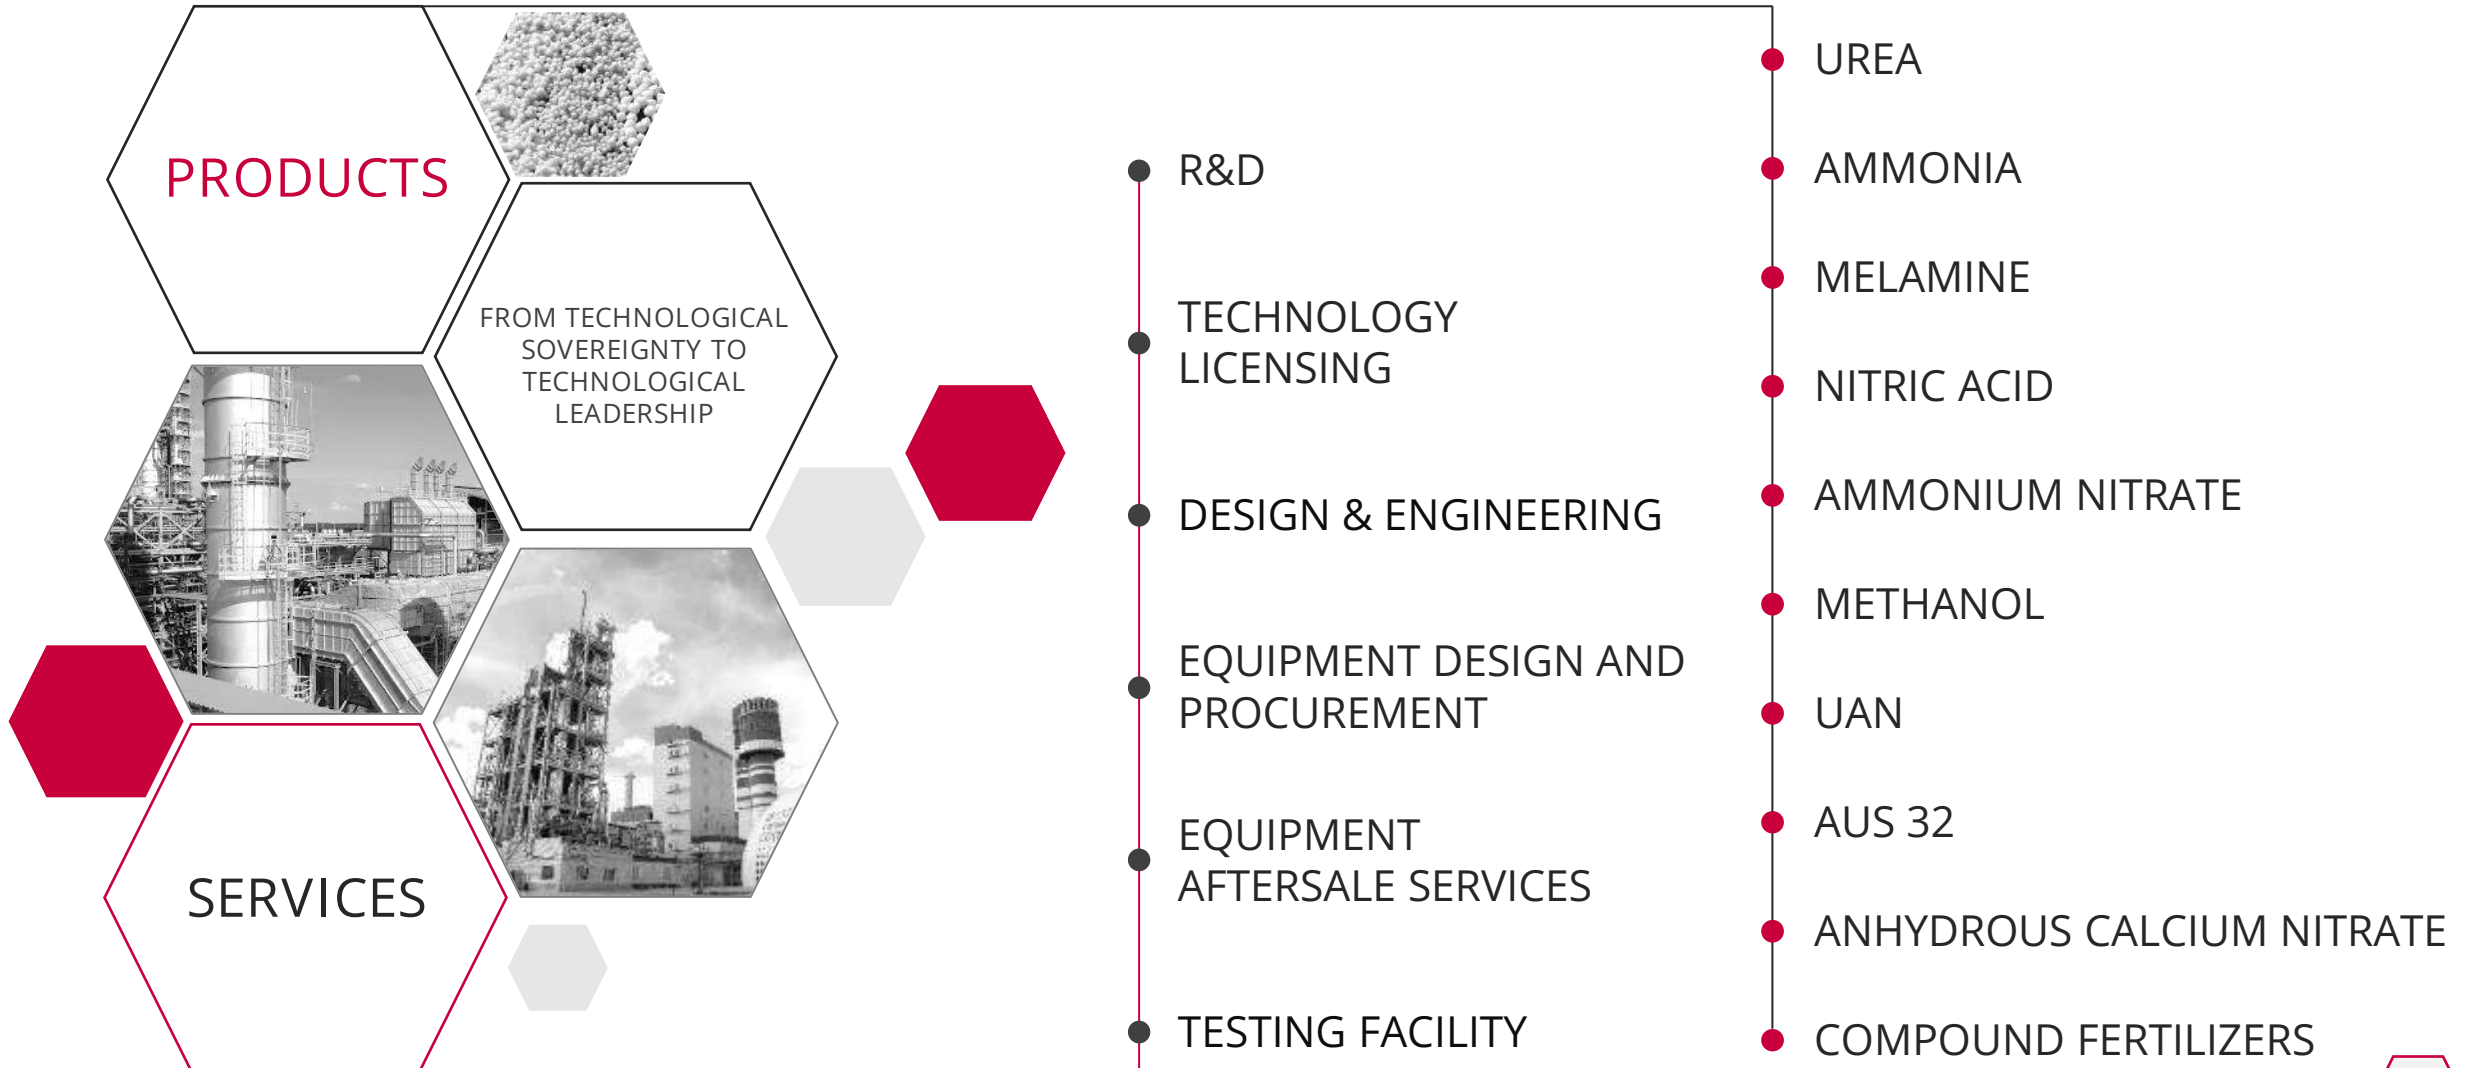 PRODUCTS
FROM TECHNOLOGICAL
SOVEREIGNTY TO
TECHNOLOGICAL
LEADERSHIP
SERVICES
R&D
TECHNOLOGY
LICENSING
DESIGN & ENGINEERING
EQUIPMENT DESIGN AND
PROCUREMENT
EQUIPMENT
AFTERSALE SERVICES
TESTING FACILITY
UREA
AMMONIA
MELAMINE
NITRIC ACID
AMMONIUM NITRATE
METHANOL
UAN
AUS 32
ANHYDROUS CALCIUM NITRATE
COMPOUND FERTILIZERS